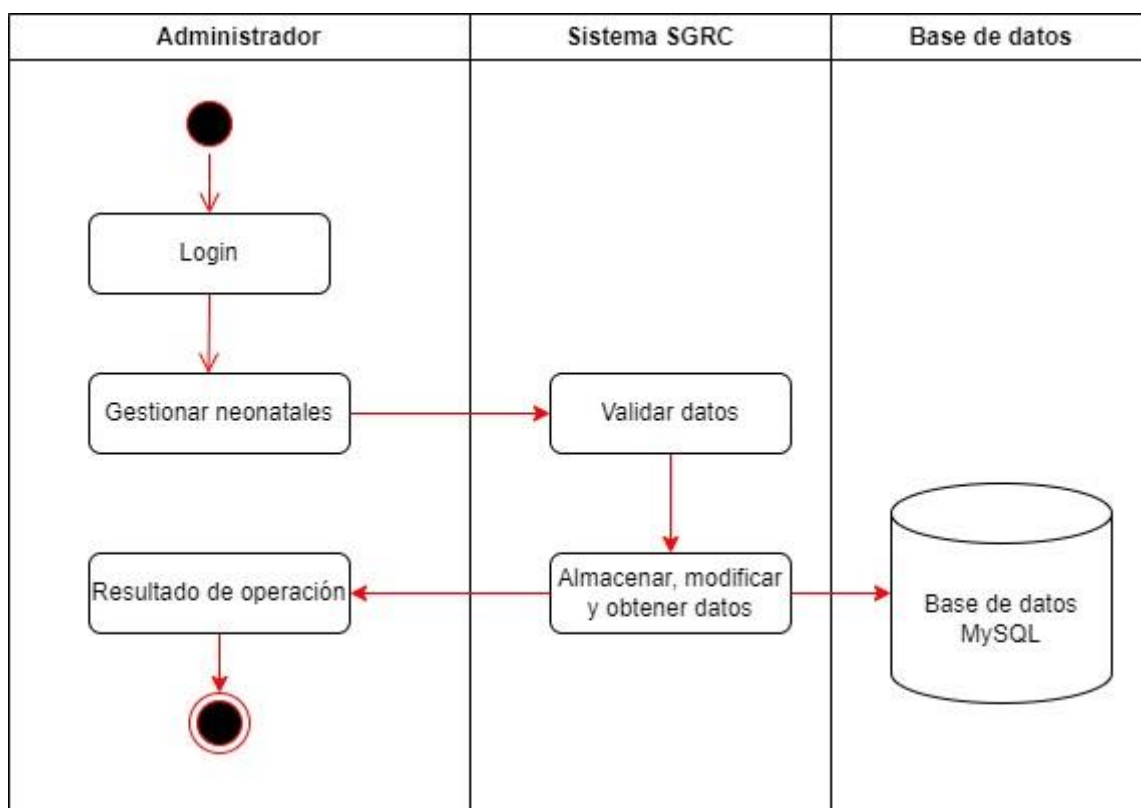 Administrador
Sistema SGRC
Base de datos
Login
Gestionar neonatales
Validar datos
Resultado de operación
Almacenar, modificar
y obtener datos
Base de datos
MySQL